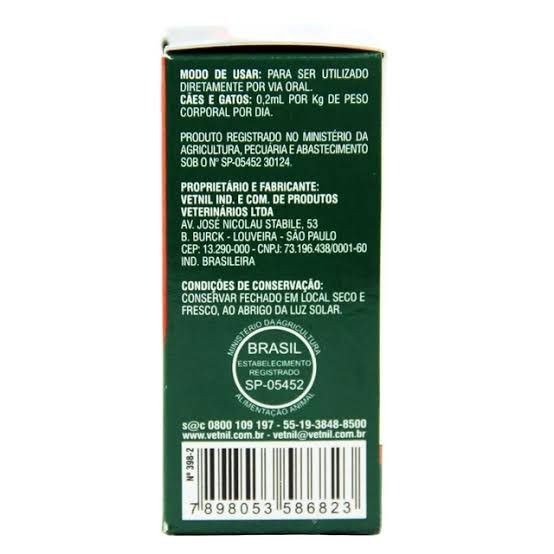 MODO DE USAR: PARA SER UTILIZADO
DIRETAMENTE POR VIA ORAL.
CÃES E GATOS: 0,2mL POR Kg DE PESO
CORPORAL POR DIA.
PRODUTO REGISTRADO NO MINISTÉRIO DA
AGRICULTURA, PECUÁRIA E ABASTECIMENTO
SOB O Nº SP-05452 30124.
PROPRIETÁRIO E FABRICANTE:
VETNIL IND. E COM. DE PRODUTOS
VETERINÁRIOS LTDA
AV. JOSÉ NICOLAU STABILE, 53
B. BURCK - LOUVEIRA - SÃO PAULO
CEP: 13.290-000 - CNPJ: 73.196.438/0001-60
IND. BRASILEIRA
CONDIÇÕES DE CONSERVAÇÃO:
CONSERVAR FECHADO EM LOCAL SECO E
FRESCO, AO ABRIGO DA LUZ SOLAR.
MINISTÉRIO DA AGRICULTURA
BRASIL
ESTABELECIMENTO
REGISTRADO
SP-05452
ALIMENTAÇÃO ANIMAL
s@c 0800 109 197 - 55-19-3848-8500
www.vetnil.com.br - vetnil@vetnil.com.br
Nº 398-2
7 898053 586823